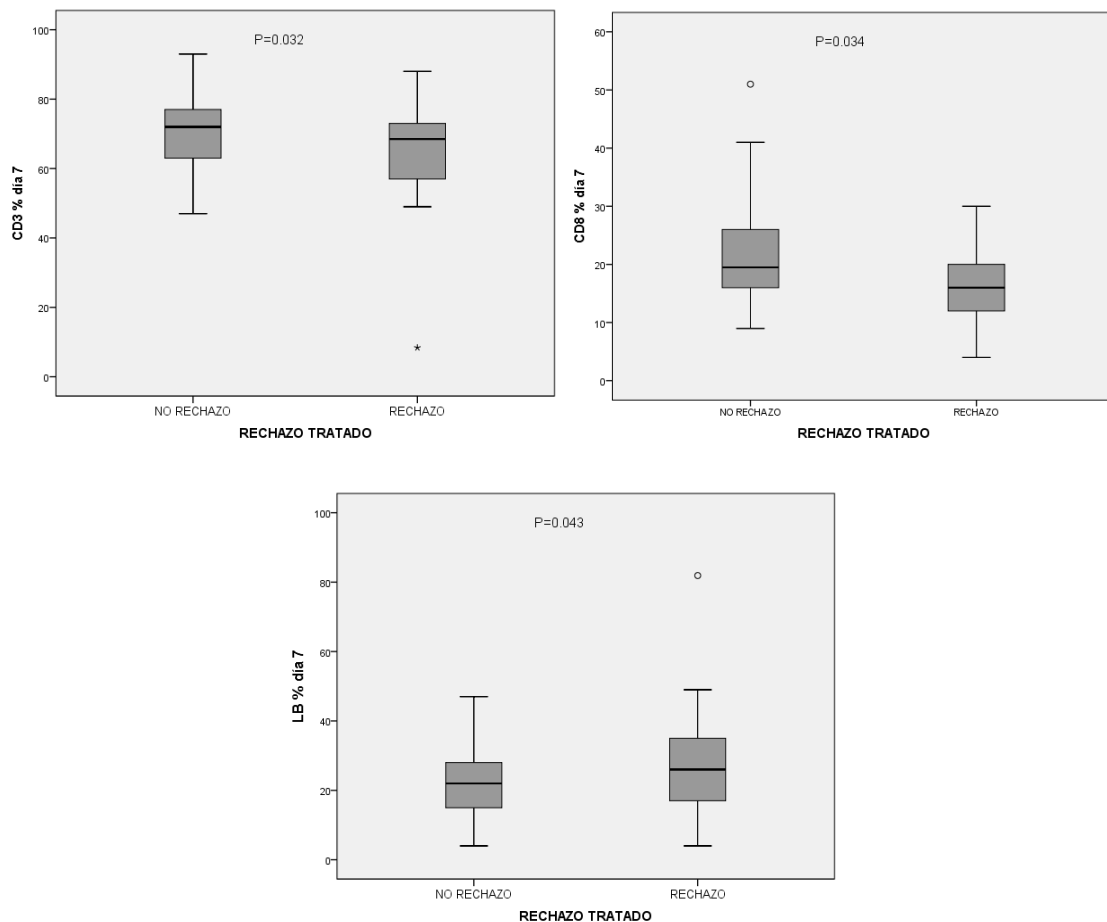 P=0.032
CD3 % día 7
100
80
60
40
20
0
NO RECHAZO
RECHAZO
RECHAZO TRATADO
P=0.034
CD8 % día 7
60
50
40
30
20
10
0
NO RECHAZO
RECHAZO
RECHAZO TRATADO
P=0.043
LB % día 7
100
80
60
40
20
0
NO RECHAZO
RECHAZO
RECHAZO TRATADO